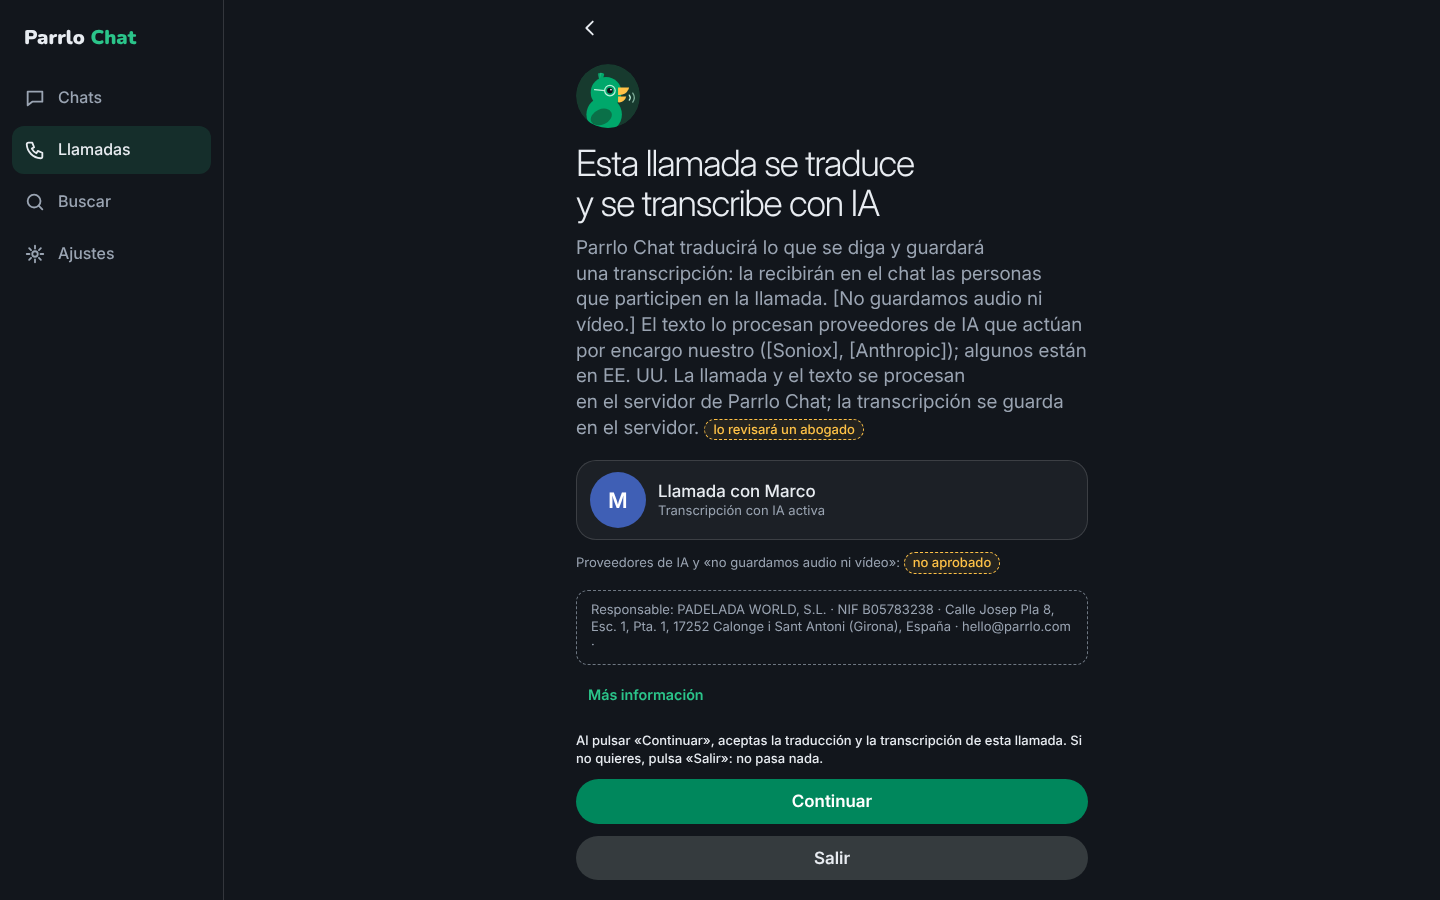 Parrlo Chat
Chats
Llamadas
Buscar
Ajustes
Esta llamada se traduce
y se transcribe con IA
Parrlo Chat traducirá lo que se diga y guardará
una transcripción: la recibirán en el chat las personas
que participen en la llamada. [No guardamos audio ni
vídeo.] El texto lo procesan proveedores de IA que actúan
por encargo nuestro ([Soniox], [Anthropic]); algunos están
en EE. UU. La llamada y el texto se procesan
en el servidor de Parrlo Chat; la transcripción se guarda
en el servidor. lo revisará un abogado
M
Llamada con Marco
Transcripción con IA activa
Proveedores de IA y «no guardamos audio ni vídeo»: no aprobado
Responsable: PADELADA WORLD, S.L. · NIF B05783238 · Calle Josep Pla 8,
Esc. 1, Pta. 1, 17252 Calonge i Sant Antoni (Girona), España · hello@parrlo.com
·
Más información
Al pulsar «Continuar», aceptas la traducción y la transcripción de esta llamada. Si
no quieres, pulsa «Salir»: no pasa nada.
Continuar
Salir